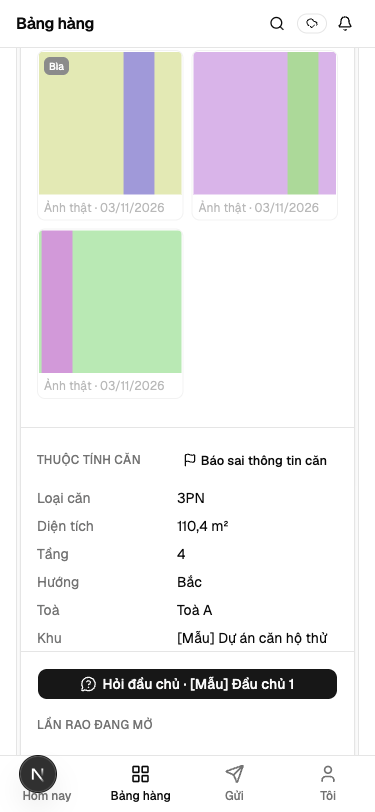 Bảng hàng
Bìa
Ảnh thật · 03/11/2026
Ảnh thật · 03/11/2026
Ảnh thật · 03/11/2026
THUỘC TÍNH CĂN
Báo sai thông tin căn
Loại căn 3PN
Diện tích 110,4 m²
Tầng 4
Hướng Bắc
Toà Toà A
Khu [Mẫu] Dự án căn hộ thử
Hỏi đầu chủ · [Mẫu] Đầu chủ 1
LẦN RAO ĐANG MỞ
N
Hôm nay Bảng hàng Gửi Tôi